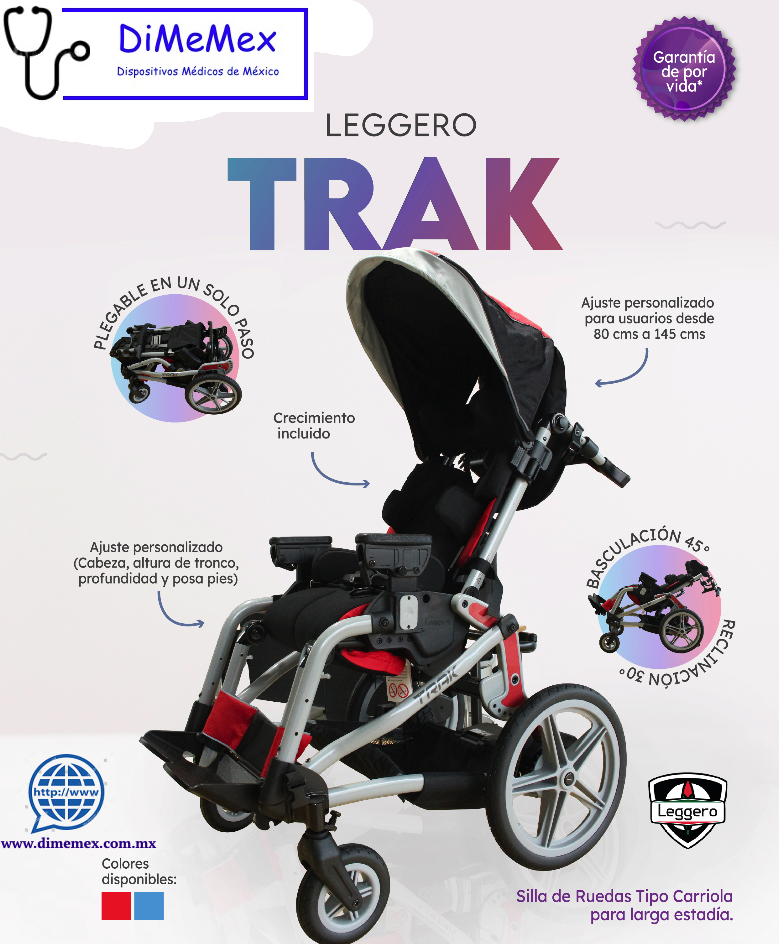 DiMeMex
Dispositivos Médicos de México
Garantía
de por
vida*
LEGGERO
TRAK
PLEGABLE EN UN SOLO PASO
Ajuste personalizado
para usuarios desde
80 cms a 145 cms
Crecimiento
incluido
Ajuste personalizado
(Cabeza, altura de tronco,
profundidad y posa pies)
BASCULACIÓN 45°
RECLINACIÓN 30°
TRAK
http://www
www.dimemex.com.mx
Leggero
Colores
disponibles:
Silla de Ruedas Tipo Carriola
para larga estadía.